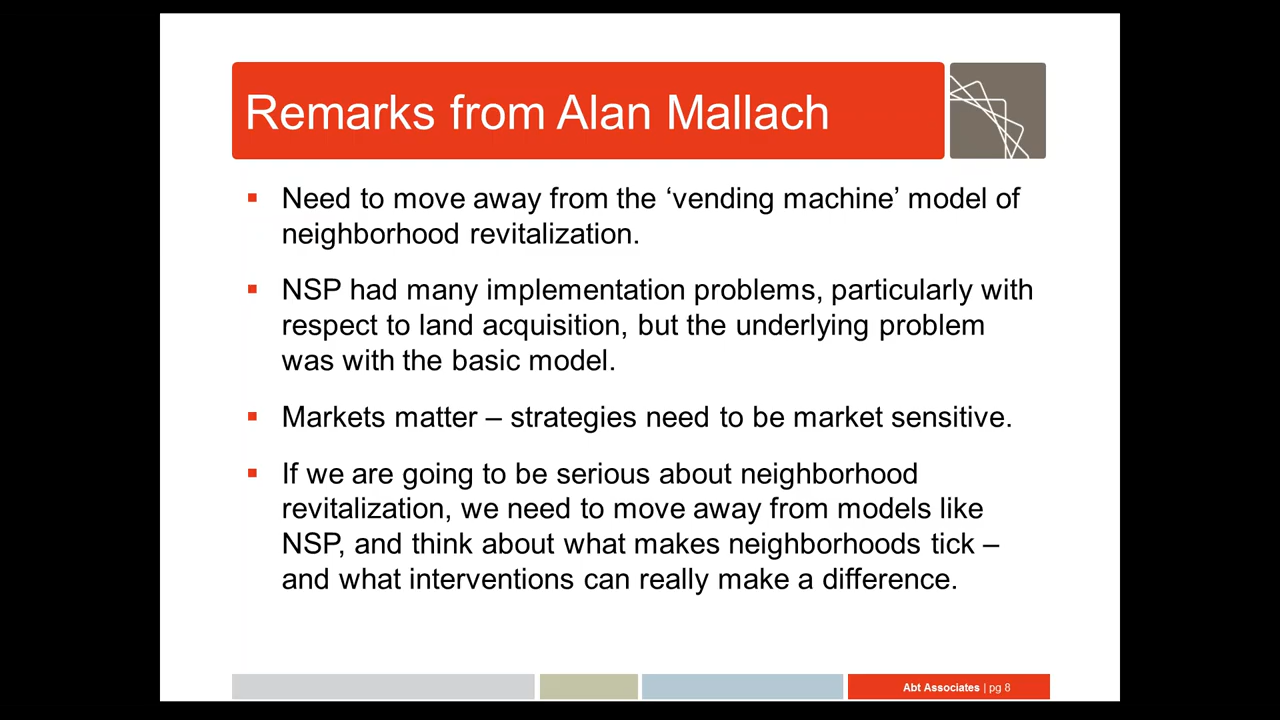 Remarks from Alan Mallach
▪ Need to move away from the ‘vending machine’ model of
neighborhood revitalization.
▪ NSP had many implementation problems, particularly with
respect to land acquisition, but the underlying problem
was with the basic model.
▪ Markets matter – strategies need to be market sensitive.
▪ If we are going to be serious about neighborhood
revitalization, we need to move away from models like
NSP, and think about what makes neighborhoods tick –
and what interventions can really make a difference.
Abt Associates | pg 8